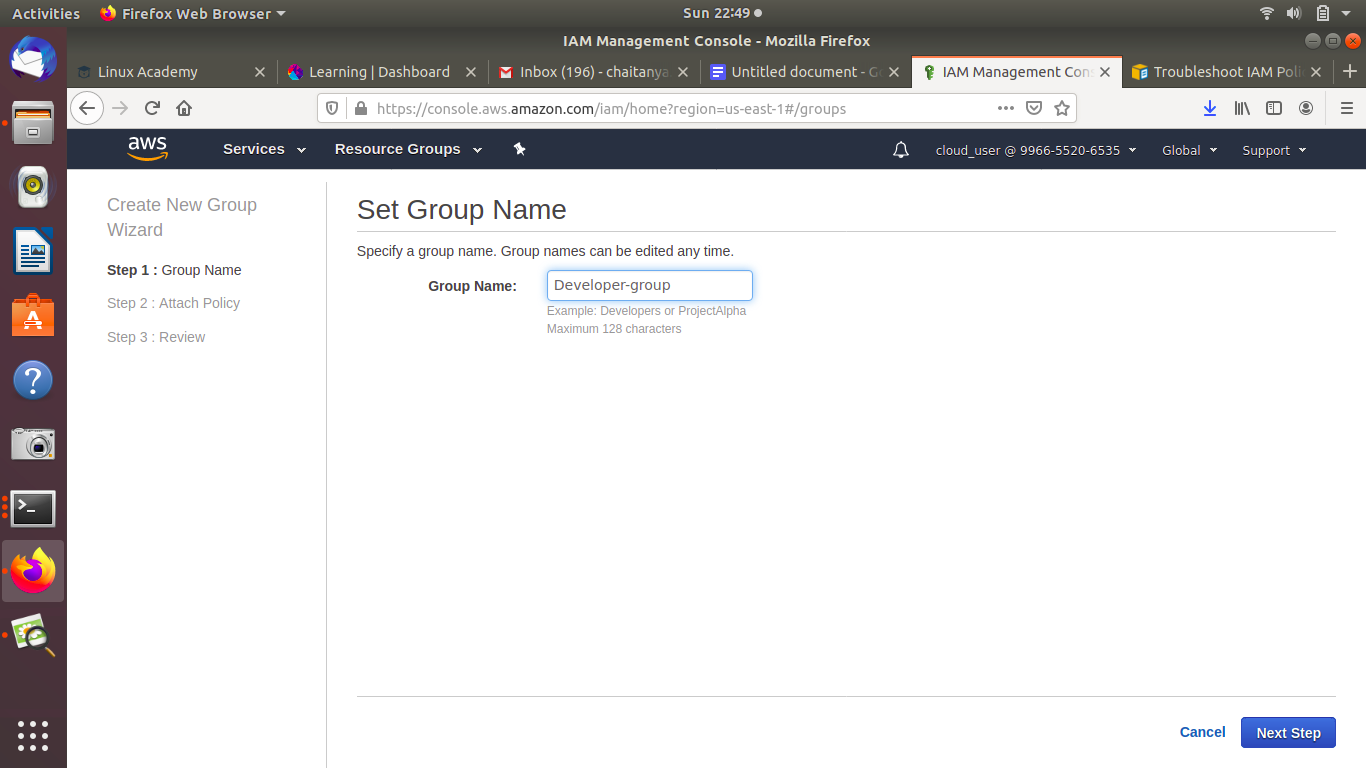 Activities Firefox Web Browser Sun 22:49
IAM Management Console - Mozilla Firefox
Linux Academy Learning | Dashboard Inbox (196) - chaitanya. Untitled document - G IAM Management Con Troubleshoot IAM Poli
https://console.aws.amazon.com/iam/home?region=us-east-1#/groups
aws Services Resource Groups cloud_user @ 9966-5520-6535 Global Support
Create New Group
Wizard
Step 1 : Group Name
Step 2 : Attach Policy
Step 3 : Review
Set Group Name
Specify a group name. Group names can be edited any time.
Group Name: Developer-group
Example: Developers or ProjectAlpha
Maximum 128 characters
Cancel Next Step